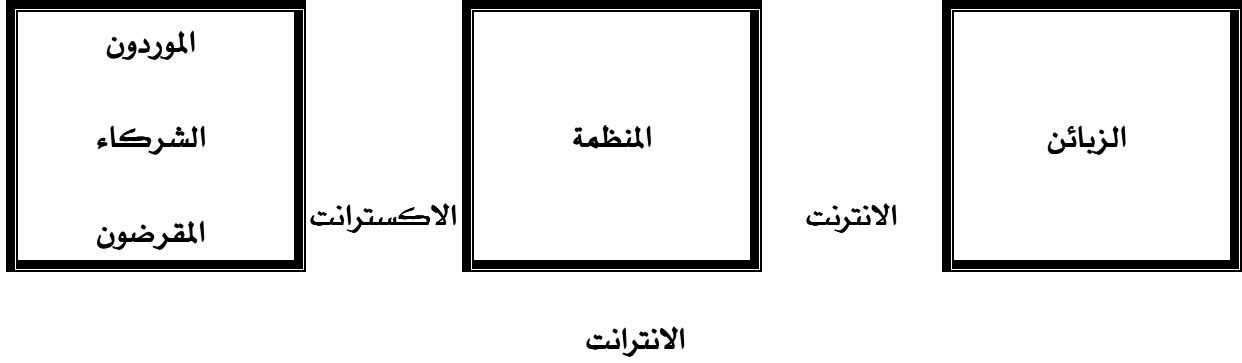 الموردون
الشركاء
المقرضون
الاكسترانت
المنظمة
الانترنت
الزبائن
الانترانت